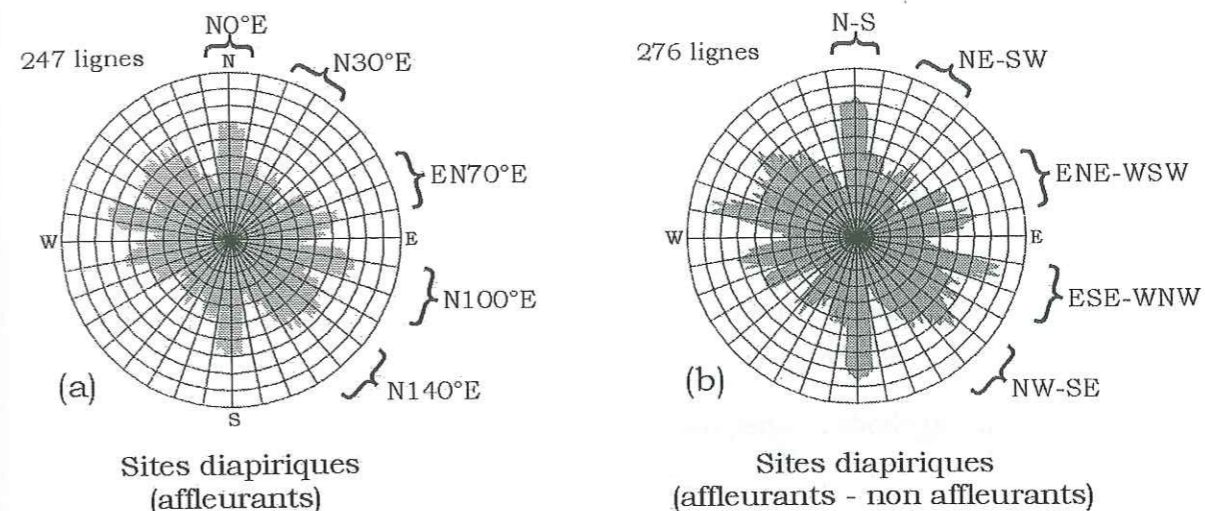 NO°E
247 lignes
N
N30°E
EN70°E
W
E
N100°E
N140°E
(a)
S
Sites diapiriques
(affleurants)
N-S
276 lignes
N
NE-SW
ENE-WSW
W
E
ESE-WNW
NW-SE
(b)
Sites diapiriques
(affleurants - non affleurants)